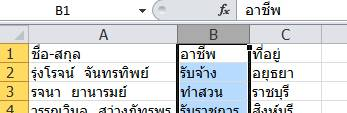 B1 fx อาชีพ
A B C
1 ชื่อ-สกุล อาชีพ ที่อยู่
2 รุ่งโรจน์ จันทรทิพย์ รับจ้าง อยุธยา
3 รจนา ยานารมย์ ทำสวน ราชบุรี
4 วรรณวิมล สว่างภัทรพร รับราชการ สิงห์บุรี